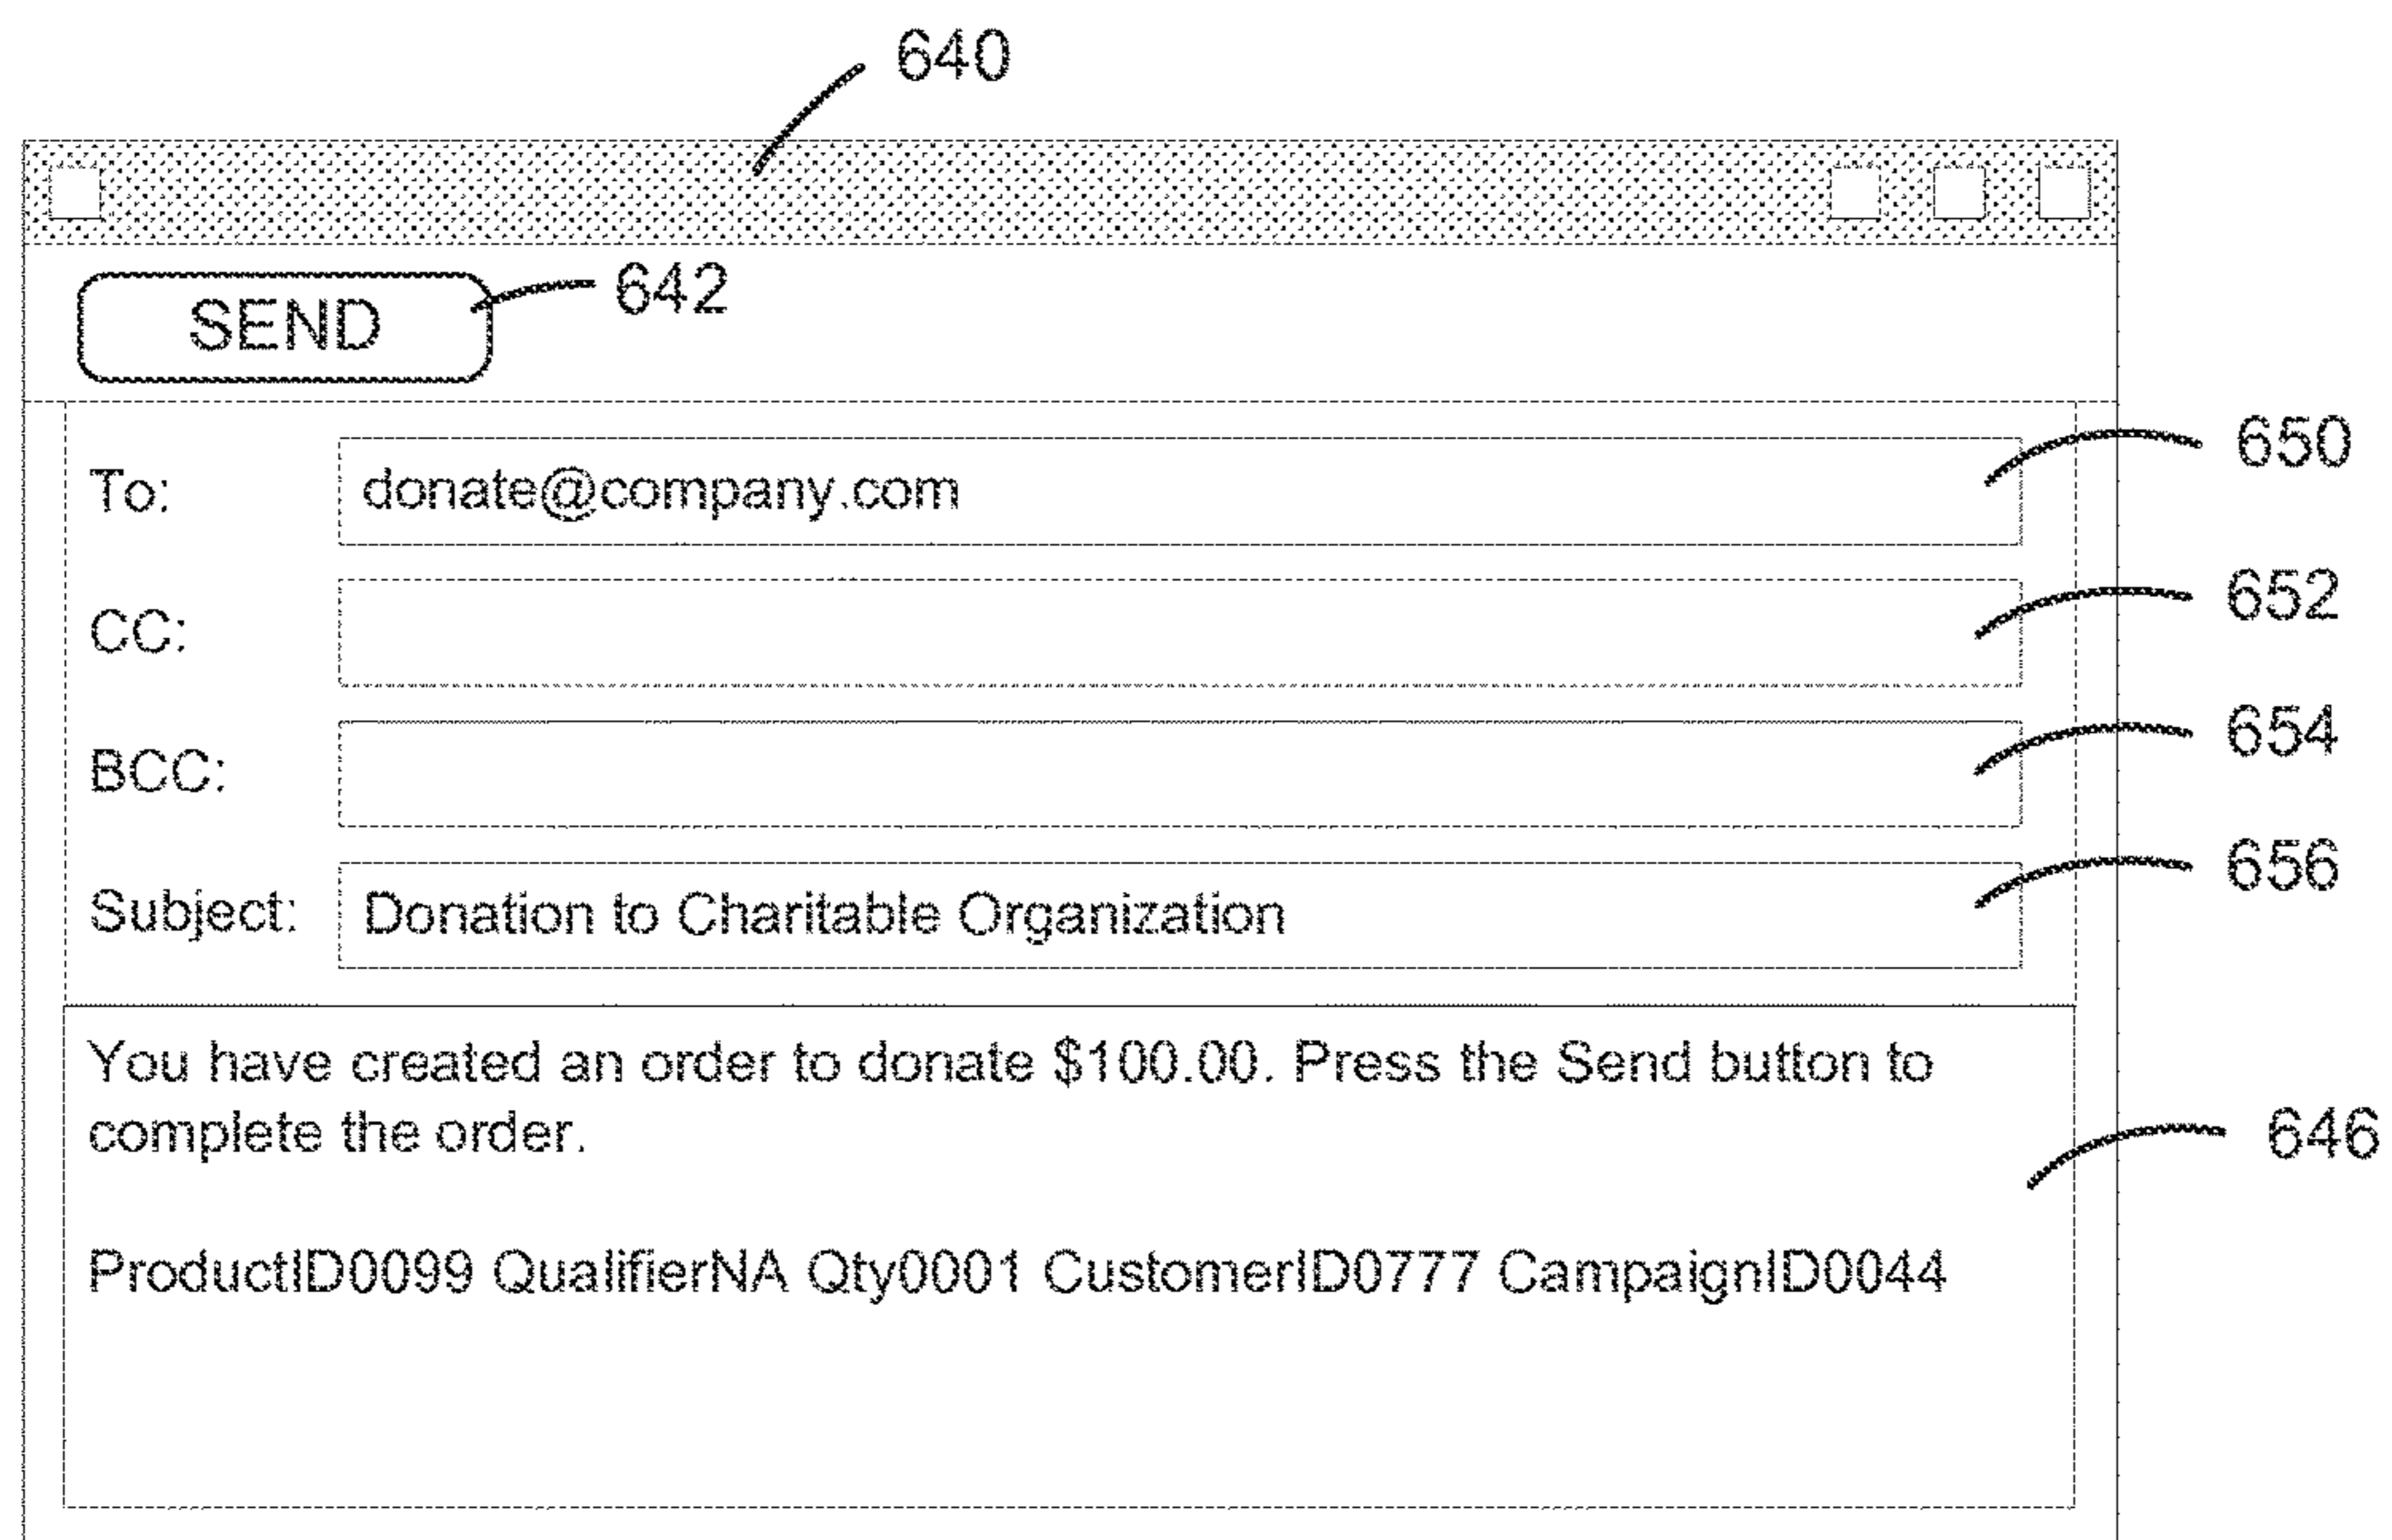 640
SEND
642
To: donate@company.com 650
CC: 652
BCC: 654
Subject: Donation to Charitable Organization 656
You have created an order to donate $100.00. Press the Send button to
complete the order.
646
ProductID0099 QualifierNA Qty0001 CustomerID0777 CampaignID0044